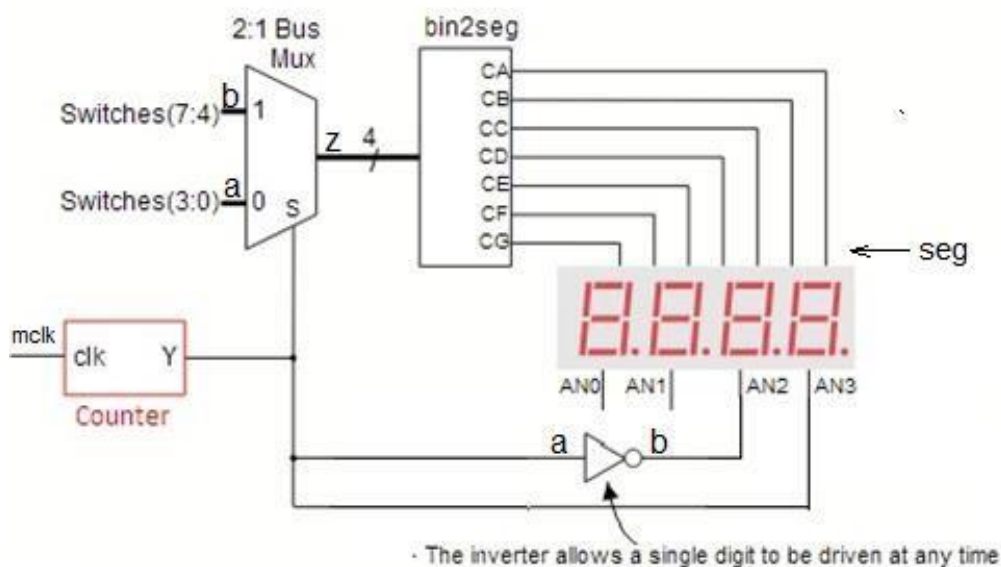 2:1 Bus
Mux
bin2seg
Switches(7:4)
b
1
Switches(3:0)
a
0
S
z
4
CA
CB
CC
CD
CE
CF
CG
seg
mclk
clk
Y
Counter
AN0
AN1
AN2
AN3
a
b
- The inverter allows a single digit to be driven at any time